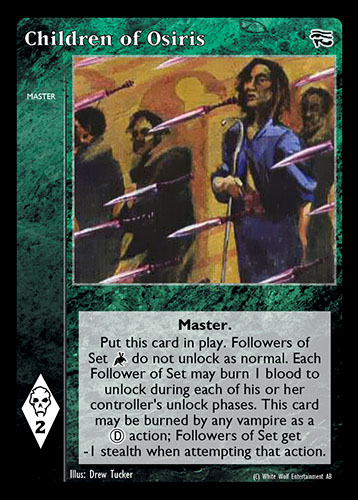 Children of Osiris
MASTER
Master.
Put this card in play. Followers of
Set do not unlock as normal. Each
Follower of Set may burn 1 blood to
unlock during each of his or her
controller's unlock phases. This card
may be burned by any vampire as a
D action; Followers of Set get
-1 stealth when attempting that action.
2
Illus: Drew Tucker
(C) White Wolf Entertainment AB